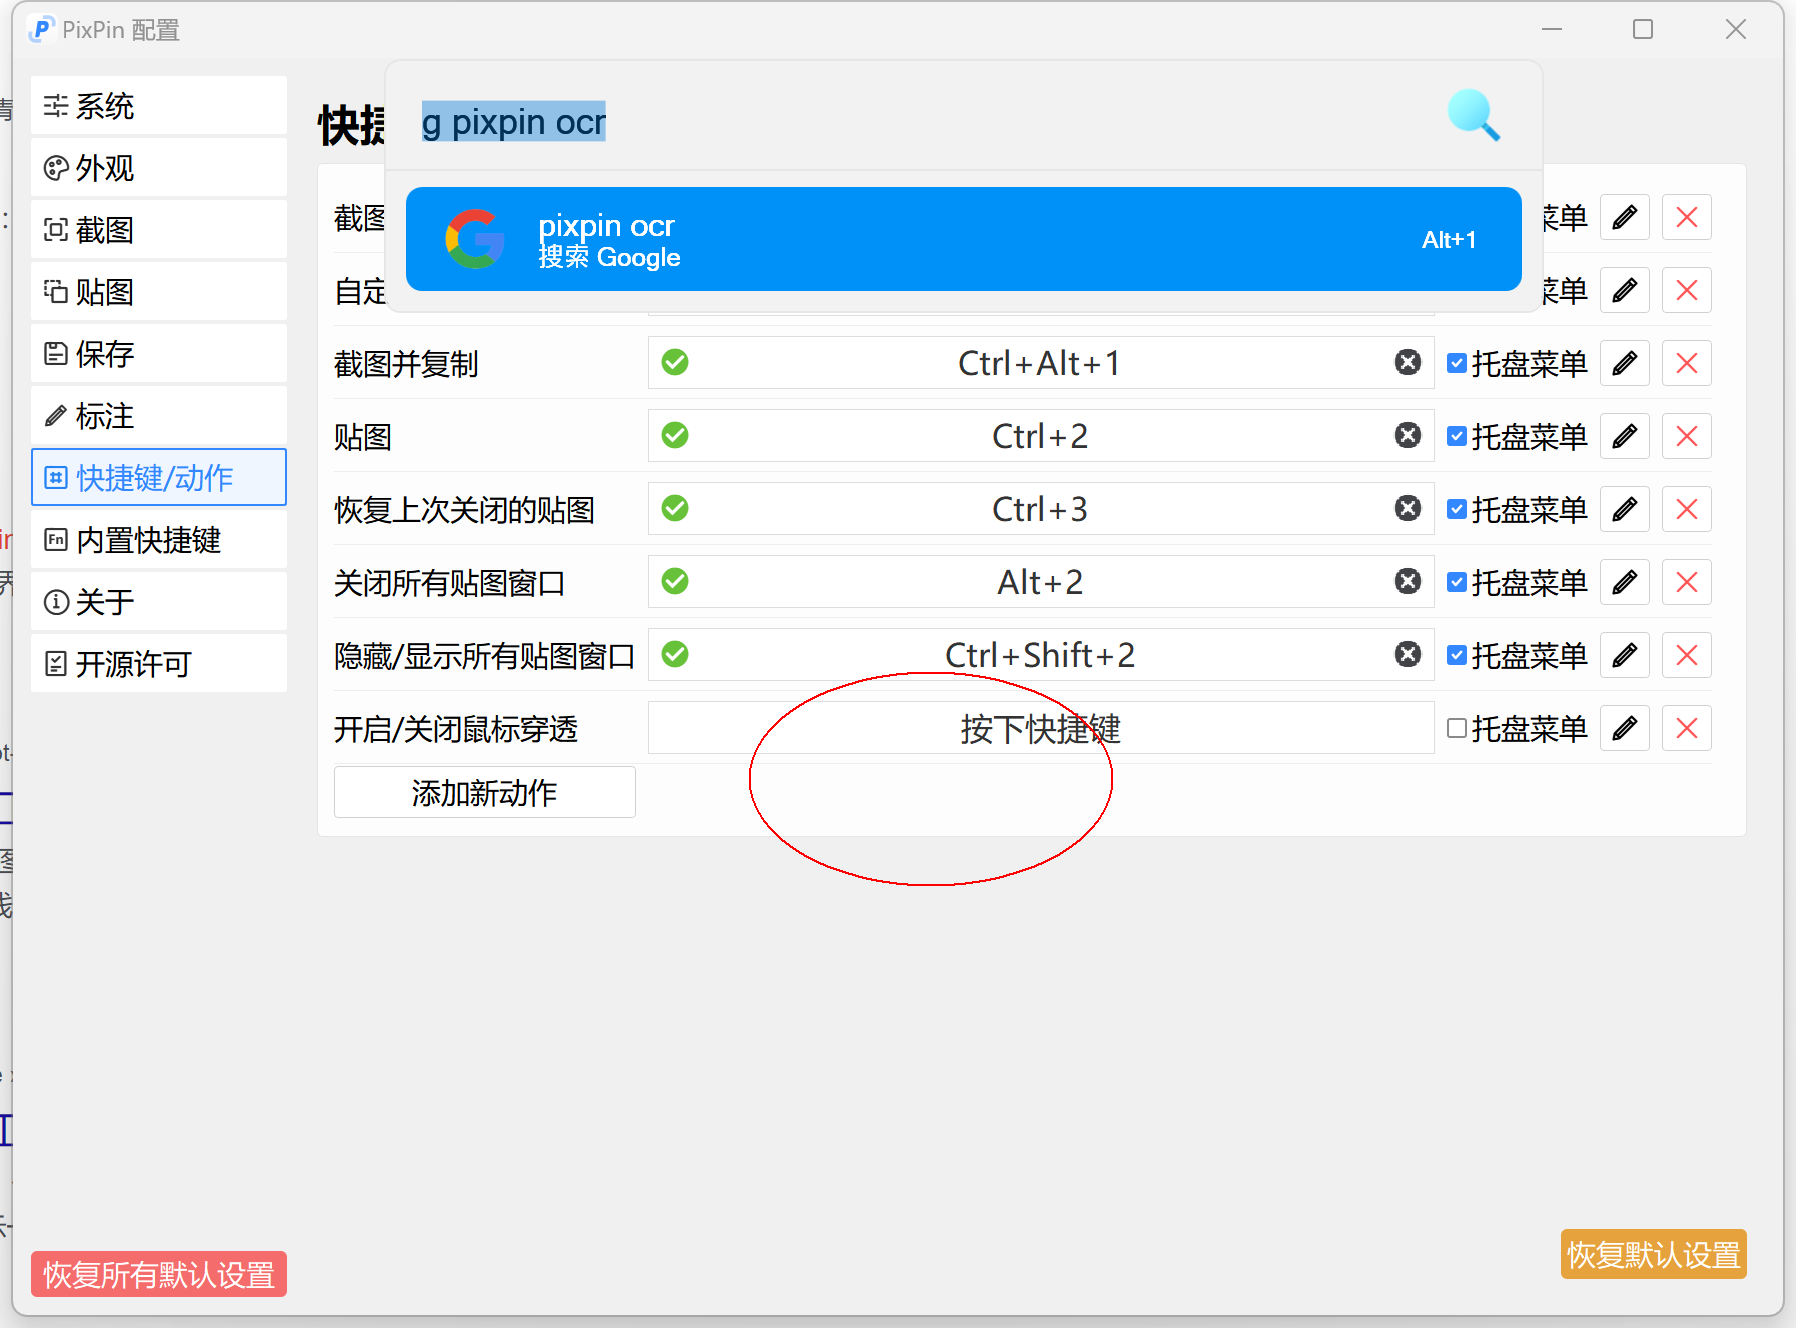 PixPin 配置
系统
外观
截图
贴图
保存
标注
快捷键/动作
内置快捷键
关于
开源许可
恢复所有默认设置
快捷
g pixpin ocr
pixpin ocr
搜索 Google
Alt+1
截图
菜单
自定
菜单
截图并复制
Ctrl+Alt+1
托盘菜单
贴图
Ctrl+2
托盘菜单
恢复上次关闭的贴图
Ctrl+3
托盘菜单
关闭所有贴图窗口
Alt+2
托盘菜单
隐藏/显示所有贴图窗口
Ctrl+Shift+2
托盘菜单
开启/关闭鼠标穿透
按下快捷键
托盘菜单
添加新动作
恢复默认设置